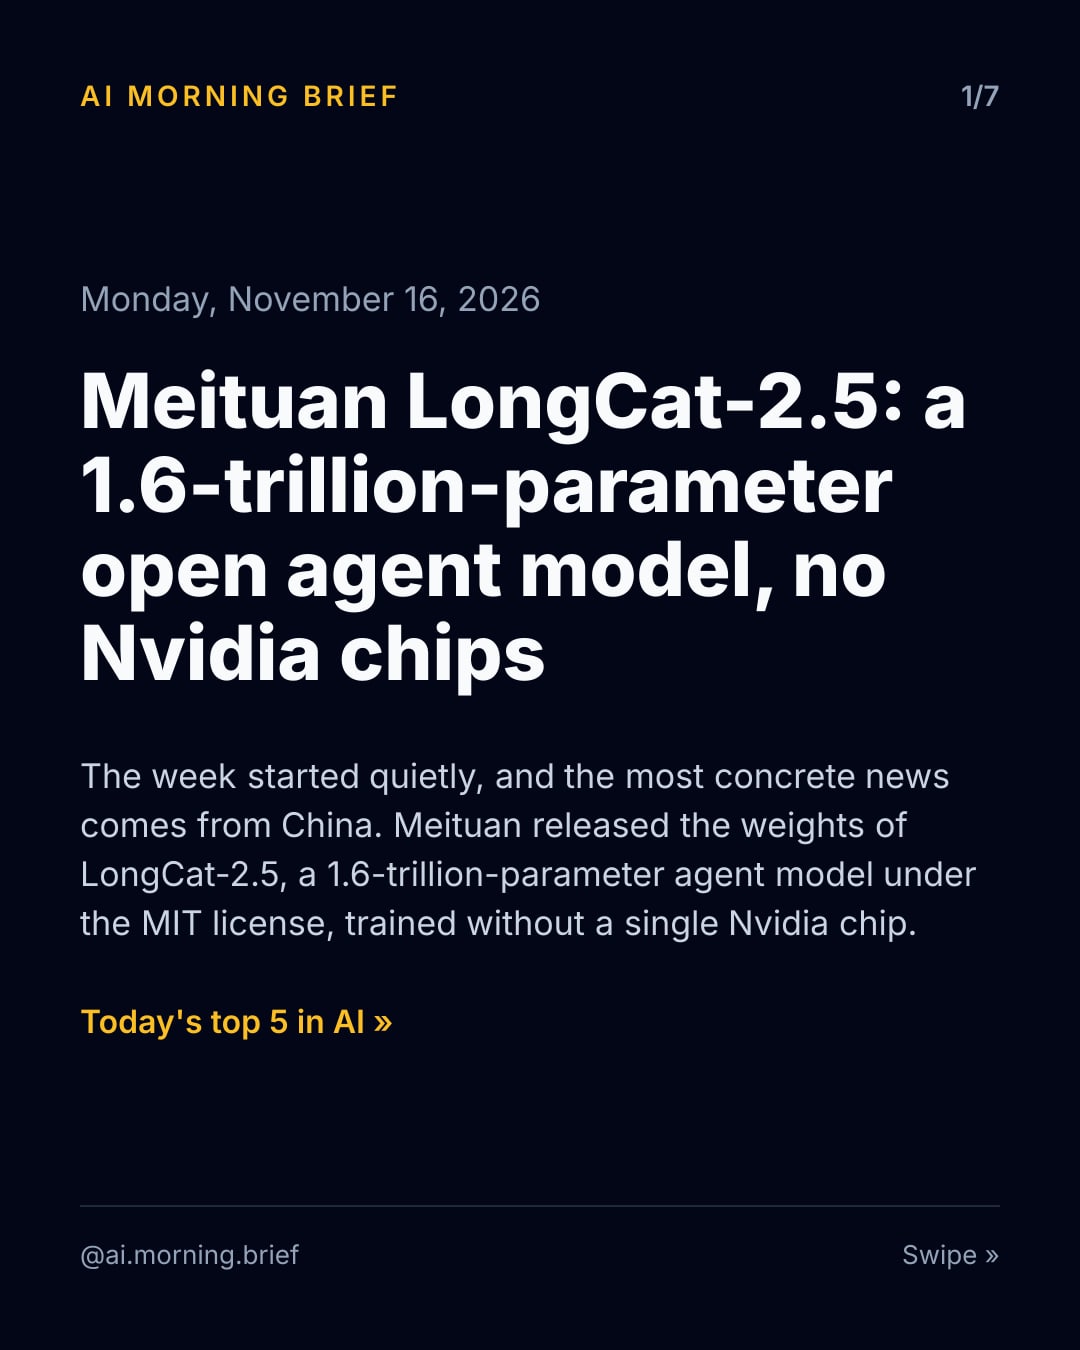 AI MORNING BRIEF
1/7
Monday, November 16, 2026
Meituan LongCat-2.5: a
1.6-trillion-parameter
open agent model, no
Nvidia chips
The week started quietly, and the most concrete news
comes from China. Meituan released the weights of
LongCat-2.5, a 1.6-trillion-parameter agent model under
the MIT license, trained without a single Nvidia chip.
Today's top 5 in AI »
@ai.morning.brief
Swipe »